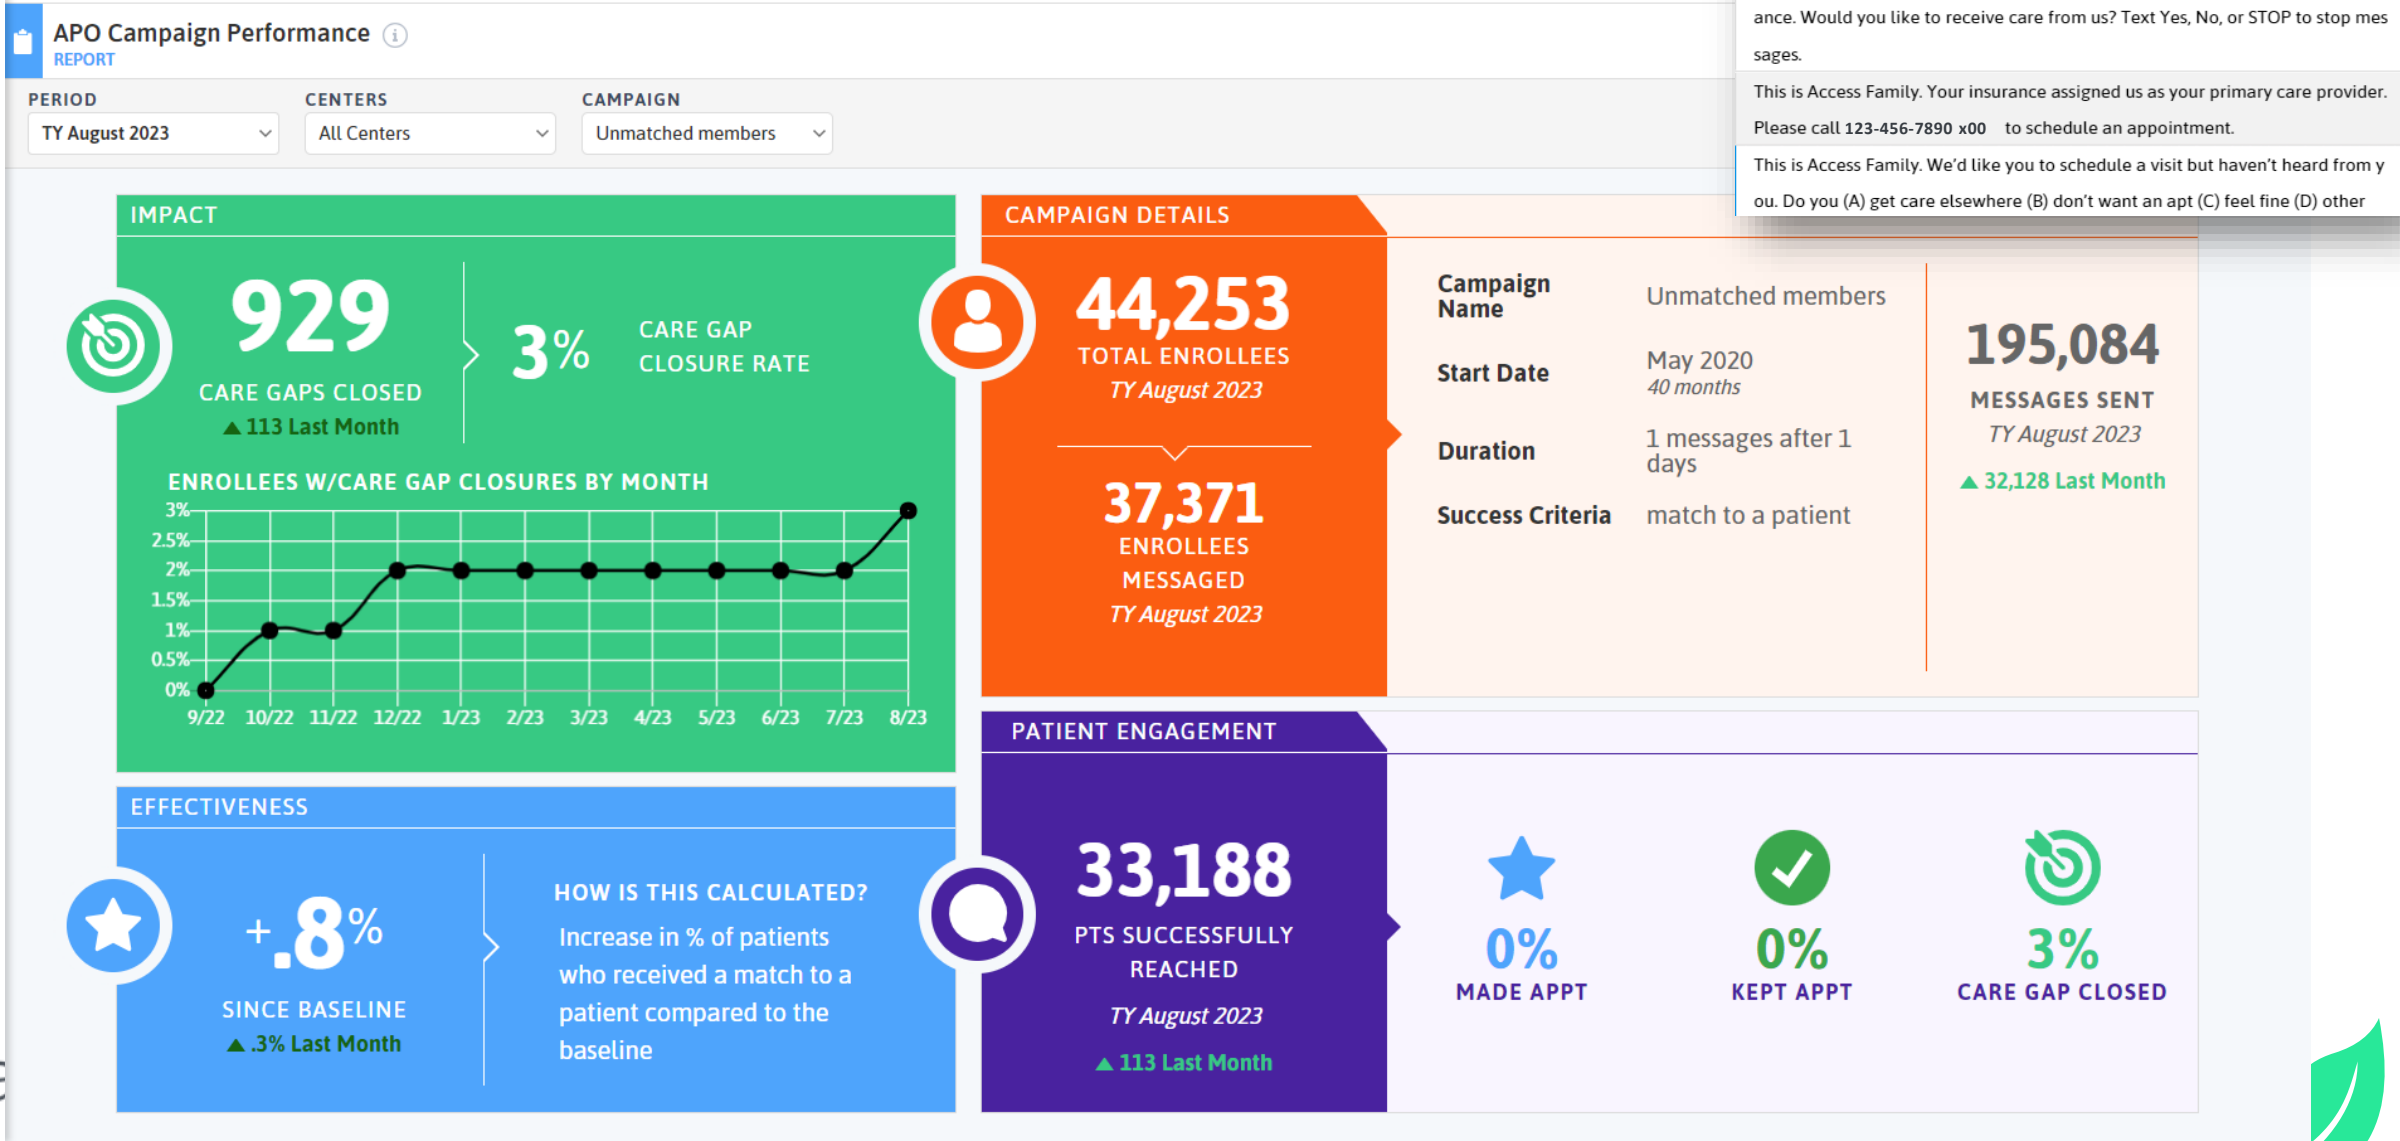 APO Campaign Performance
REPORT
ance. Would you like to receive care from us? Text Yes, No, or STOP to stop mes
sages.
This is Access Family. Your insurance assigned us as your primary care provider.
Please call 123-456-7890 x00 to schedule an appointment.
This is Access Family. We'd like you to schedule a visit but haven't heard from y
ou. Do you (A) get care elsewhere (B) don't want an apt (C) feel fine (D) other
PERIOD
TY August 2023
CENTERS
All Centers
CAMPAIGN
Unmatched members
IMPACT
929
CARE GAPS CLOSED
▲ 113 Last Month
3%
CARE GAP
CLOSURE RATE
ENROLLEES W/CARE GAP CLOSURES BY MONTH
3%
2.5%
2%
1.5%
1%
0.5%
0%
9/22 10/22 11/22 12/22 1/23 2/23 3/23 4/23 5/23 6/23 7/23 8/23
CAMPAIGN DETAILS
44,253
TOTAL ENROLLEES
TY August 2023
37,371
ENROLLEES
MESSAGED
TY August 2023
Campaign
Name
Unmatched members
Start Date
May 2020
40 months
Duration
1 messages after 1
days
Success Criteria
match to a patient
195,084
MESSAGES SENT
TY August 2023
▲ 32,128 Last Month
EFFECTIVENESS
+.8%
SINCE BASELINE
▲ .3% Last Month
HOW IS THIS CALCULATED?
Increase in % of patients
who received a match to a
patient compared to the
baseline
PATIENT ENGAGEMENT
33,188
PTS SUCCESSFULLY
REACHED
TY August 2023
▲ 113 Last Month
0%
MADE APPT
0%
KEPT APPT
3%
CARE GAP CLOSED